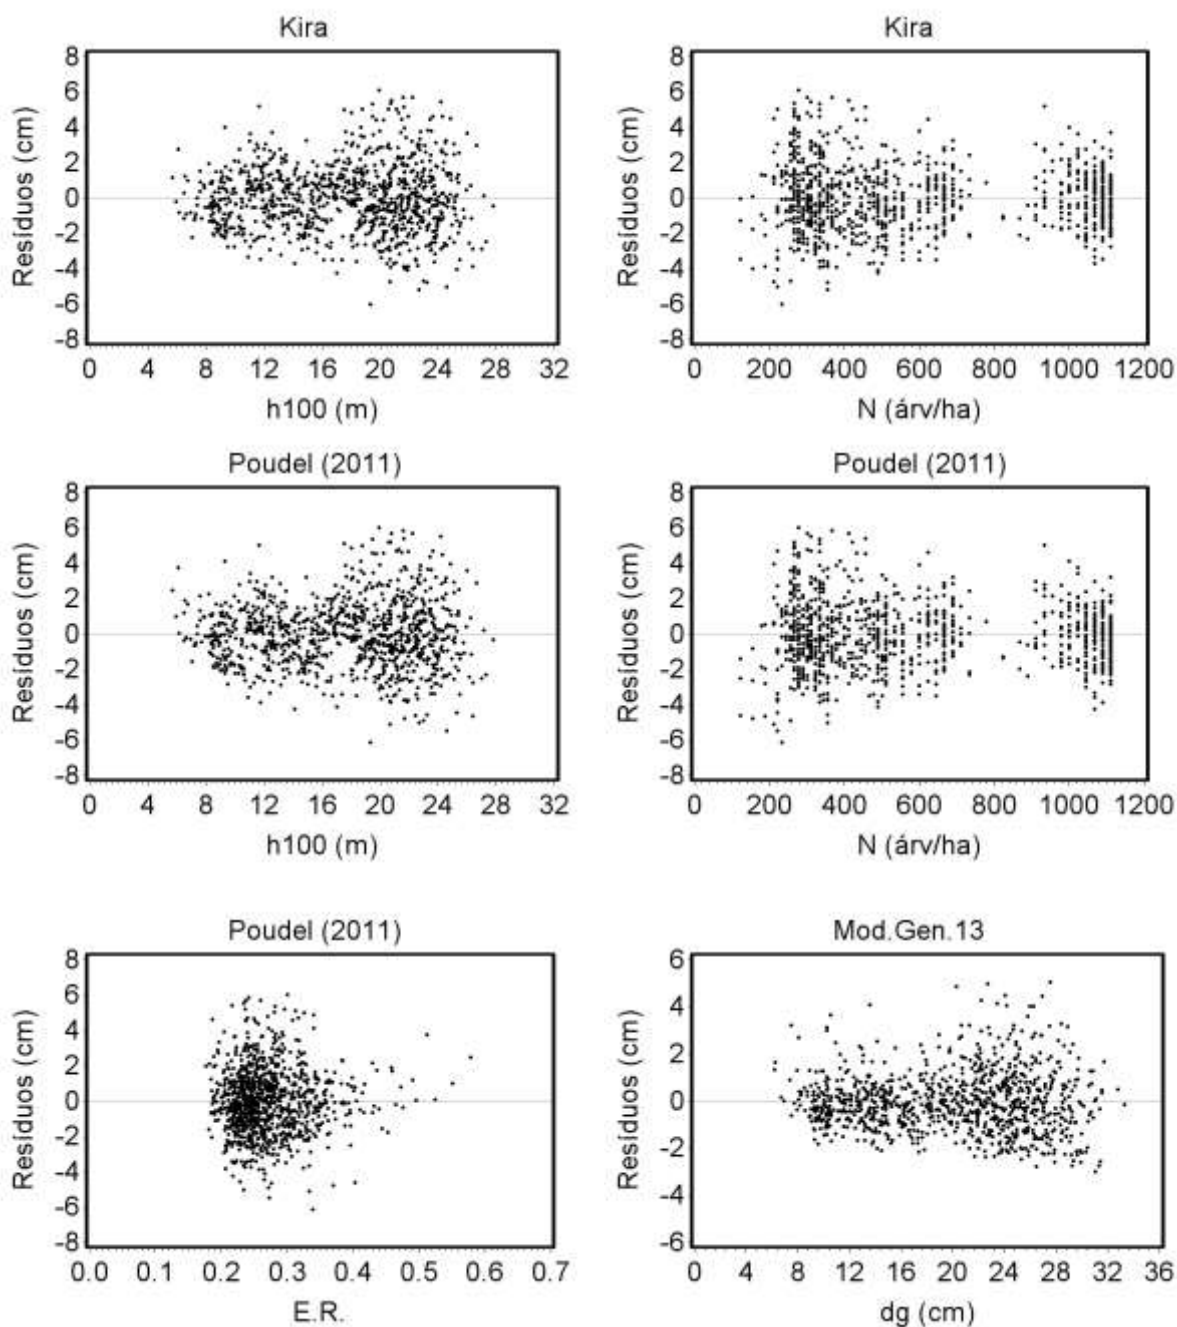 Kira
Kira
Resíduos (cm)
8
6
4
2
0
-2
-4
-6
-8
0 4 8 12 16 20 24 28 32
h100 (m)
Resíduos (cm)
8
6
4
2
0
-2
-4
-6
-8
0 200 400 600 800 1000 1200
N (árv/ha)
Poudel (2011)
Poudel (2011)
Resíduos (cm)
8
6
4
2
0
-2
-4
-6
-8
0 4 8 12 16 20 24 28 32
h100 (m)
Resíduos (cm)
8
6
4
2
0
-2
-4
-6
-8
0 200 400 600 800 1000 1200
N (árv/ha)
Poudel (2011)
Mod.Gen.13
Resíduos (cm)
8
6
4
2
0
-2
-4
-6
-8
0.0 0.1 0.2 0.3 0.4 0.5 0.6 0.7
E.R.
Resíduos (cm)
6
4
2
0
-2
-4
-6
0 4 8 12 16 20 24 28 32 36
dg (cm)